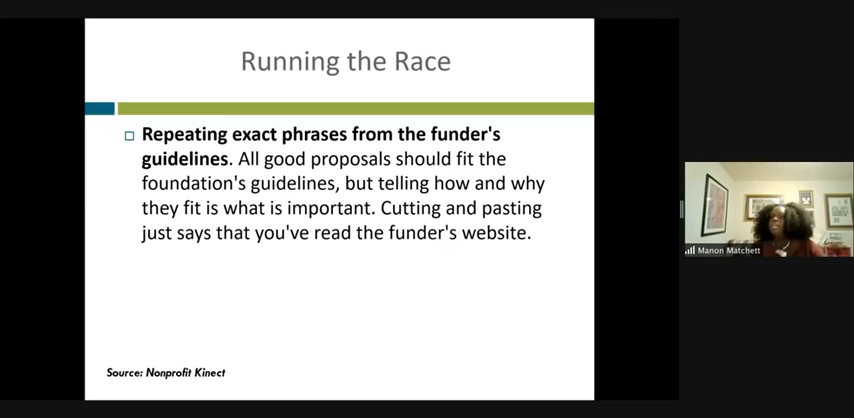 Running the Race
Repeating exact phrases from the funder's
guidelines. All good proposals should fit the
foundation's guidelines, but telling how and why
they fit is what is important. Cutting and pasting
just says that you've read the funder's website.
Source: Nonprofit Kinect
Manon Matchett